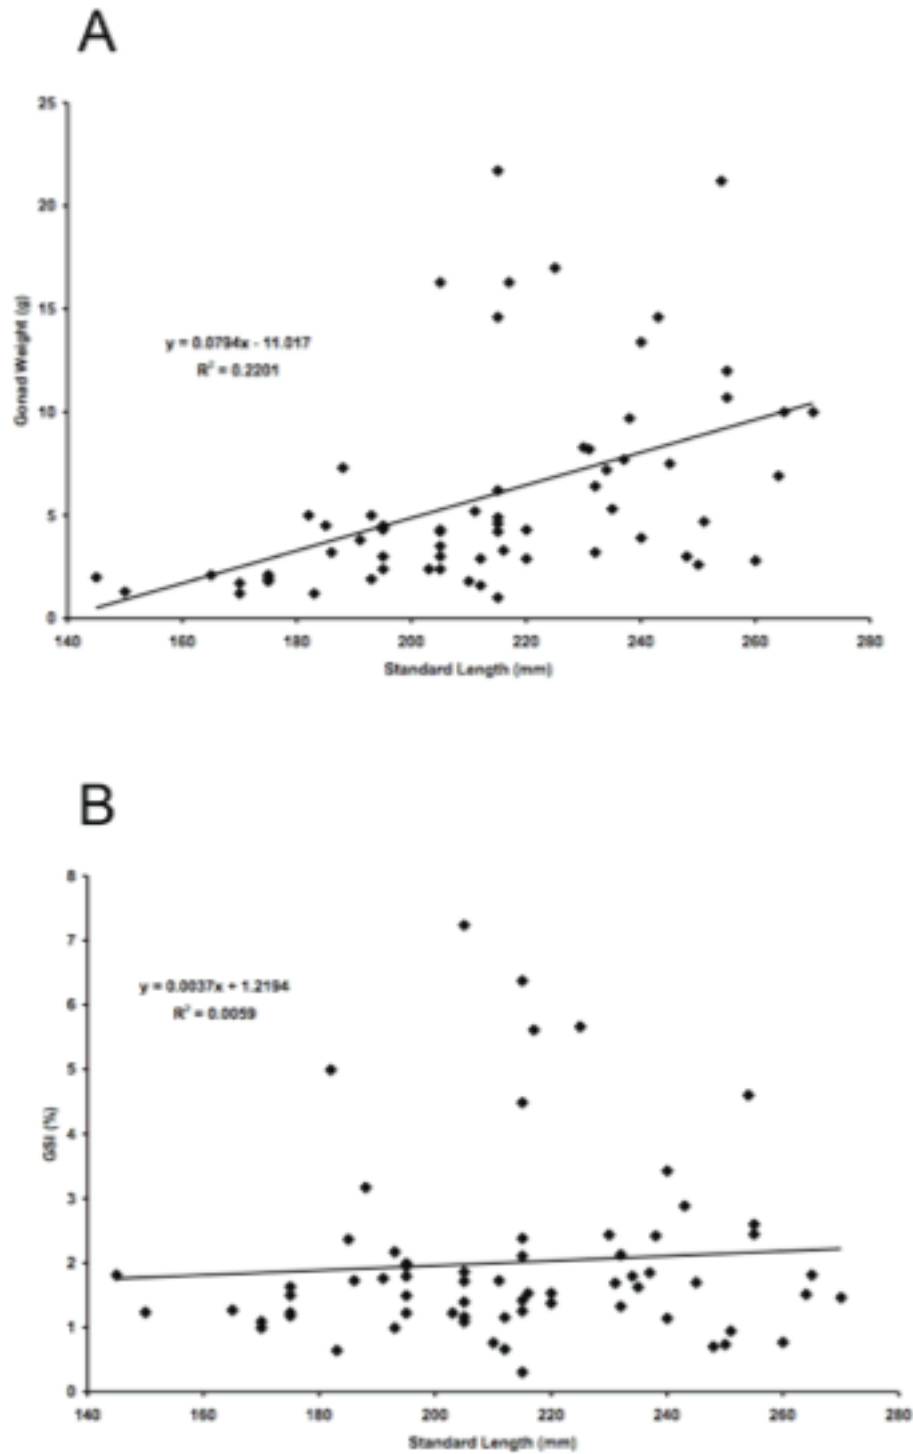 A
25
20
15
10
5
0
Gonad Weight (g)
y = 0.0794x - 11.017
R² = 0.2201
140 160 180 200 220 240 260 280
Standard Length (mm)
B
8
7
6
5
4
3
2
1
0
GSI (%)
y = 0.0037x + 1.2194
R² = 0.0059
140 160 180 200 220 240 260 280
Standard Length (mm)